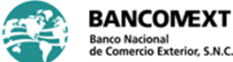 BANCOMEXT
Banco Nacional
de Comercio Exterior, S.N.C.